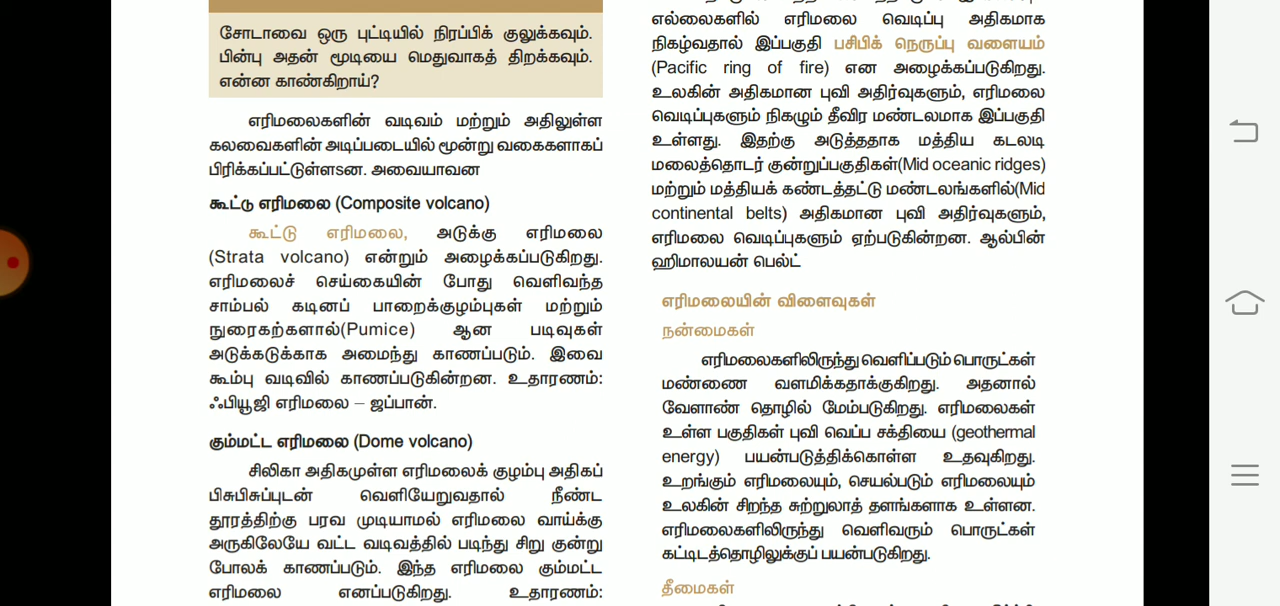 சோடாவை ஒரு புட்டியில் நிரப்பிக் குலுக்கவும்.
பின்பு அதன் மூடியை மெதுவாகத் திறக்கவும்.
என்ன காண்கிறாய்?
எரிமலைகளின் வடிவம் மற்றும் அதிலுள்ள
கலவைகளின் அடிப்படையில் மூன்று வகைகளாகப்
பிரிக்கப்பட்டுள்ளtன. அவையாவன
கூட்டு எரிமலை (Composite volcano)
கூட்டு எரிமலை, அடுக்கு எரிமலை
(Strata volcano) என்றும் அழைக்கப்படுகிறது.
எரிமலைச் செய்கையின் போது வெளிவந்த
சாம்பல் கடினப் பாறைக்குழம்புகள் மற்றும்
நுரைகற்களால்(Pumice) ஆன படிவுகள்
அடுக்கடுக்காக அமைந்து காணப்படும். இவை
கூம்பு வடிவில் காணப்படுகின்றன. உதாரணம்:
ஃபியூஜி எரிமலை – ஜப்பான்.
கும்மட்ட எரிமலை (Dome volcano)
சிலிகா அதிகமுள்ள எரிமலைக் குழம்பு அதிகப்
பிசுபிசுப்புடன் வெளியேறுவதால் நீண்ட
தூரத்திற்கு பரவ முடியாமல் எரிமலை வாய்க்கு
அருகிலேயே வட்ட வடிவத்தில் படிந்து சிறு குன்று
போலக் காணப்படும். இந்த எரிமலை கும்மட்ட
எரிமலை எனப்படுகிறது. உதாரணம்:
எல்லைகளில் எரிமலை வெடிப்பு அதிகமாக
நிகழ்வதால் இப்பகுதி பசிபிக் நெருப்பு வளையம்
(Pacific ring of fire) என அழைக்கப்படுகிறது.
உலகின் அதிகமான புவி அதிர்வுகளும், எரிமலை
வெடிப்புகளும் நிகழும் தீவிர மண்டலமாக இப்பகுதி
உள்ளது. இதற்கு அடுத்ததாக மத்திய கடலடி
மலைத்தொடர் குன்றுப்பகுதிகள்(Mid oceanic ridges)
மற்றும் மத்தியக் கண்டத்தட்டு மண்டலங்களில்(Mid
continental belts) அதிகமான புவி அதிர்வுகளும்,
எரிமலை வெடிப்புகளும் ஏற்படுகின்றன. ஆல்பின்
ஹிமாலயன் பெல்ட்
எரிமலையின் விளைவுகள்
நன்மைகள்
எரிமலைகளிலிருந்து வெளிப்படும் பொருட்கள்
மண்ணை வளமிக்கதாக்குகிறது. அதனால்
வேளாண் தொழில் மேம்படுகிறது. எரிமலைகள்
உள்ள பகுதிகள் புவி வெப்ப சக்தியை (geothermal
energy) பயன்படுத்திக்கொள்ள உதவுகிறது.
உறங்கும் எரிமலையும், செயல்படும் எரிமலையும்
உலகின் சிறந்த சுற்றுலாத் தளங்களாக உள்ளன.
எரிமலைகளிலிருந்து வெளிவரும் பொருட்கள்
கட்டிடத்தொழிலுக்குப் பயன்படுகிறது.
தீமைகள்